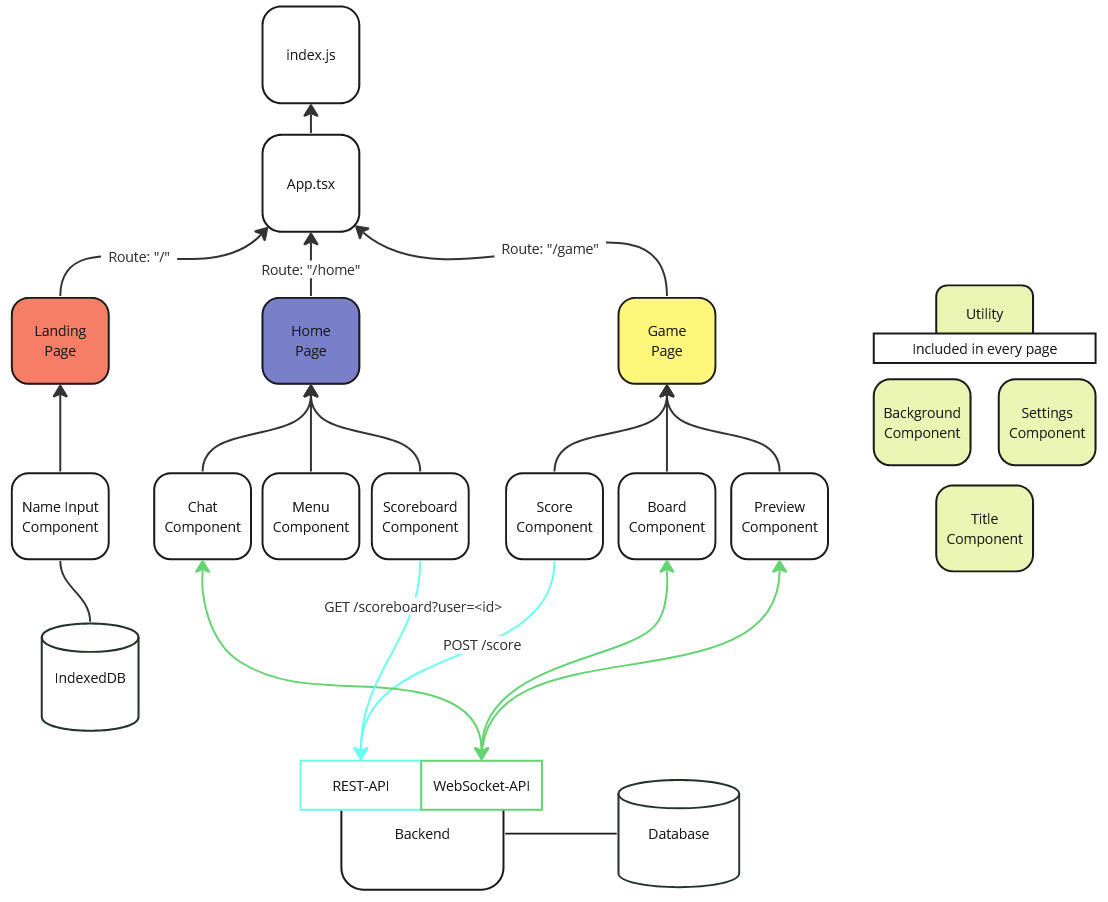 index.js
App.tsx
Route: "/"
Route: "/home"
Route: "/game"
Landing
Page
Home
Page
Game
Page
Utility
Included in every page
Background
Component
Settings
Component
Title
Component
Name Input
Component
Chat
Component
Menu
Component
Scoreboard
Component
Score
Component
Board
Component
Preview
Component
GET /scoreboard?user=<id>
POST /score
IndexedDB
REST-API
WebSocket-API
Backend
Database